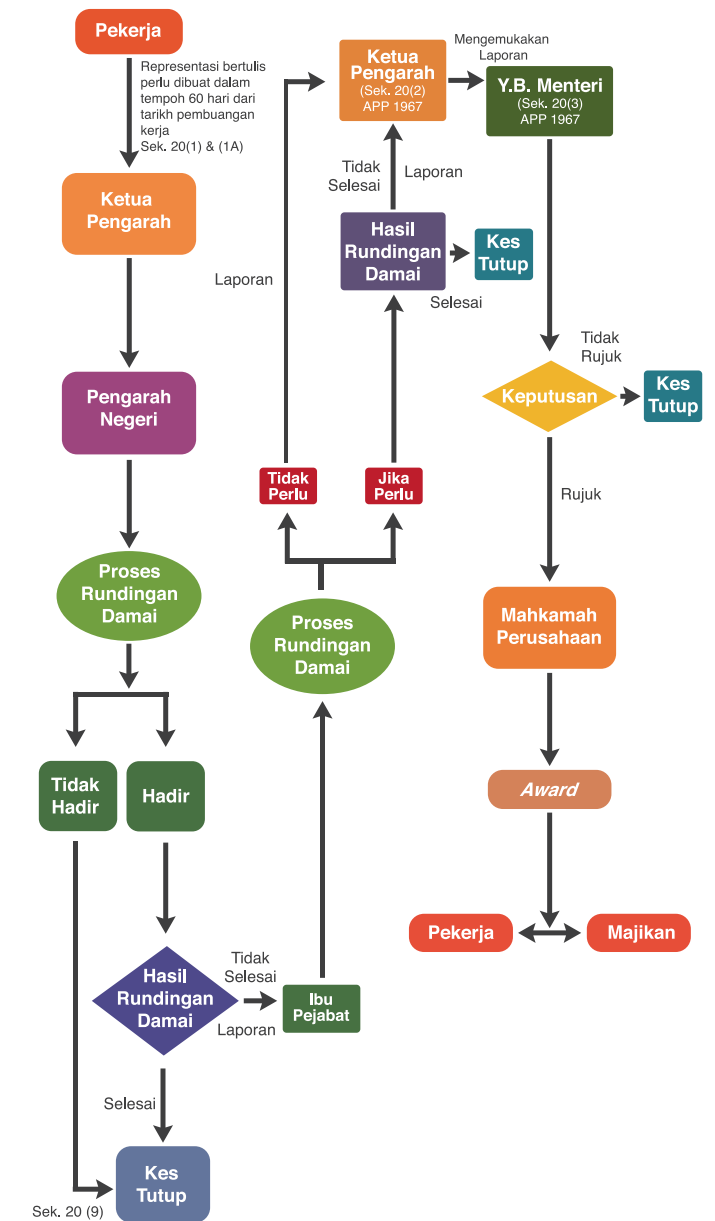 Pekerja
Representasi bertulis
perlu dibuat dalam
tempoh 60 hari dari
tarikh pembuangan
kerja
Sek. 20(1) & (1A)
Ketua
Pengarah
Pengarah
Negeri
Proses
Rundingan
Damai
Tidak
Hadir
Hadir
Hasil
Rundingan
Damai
Tidak
Selesai
Laporan
Ibu
Pejabat
Selesai
Kes
Tutup
Sek. 20 (9)
Proses
Rundingan
Damai
Tidak
Perlu
Jika
Perlu
Laporan
Hasil
Rundingan
Damai
Selesai
Kes
Tutup
Tidak
Selesai
Laporan
Ketua
Pengarah
(Sek. 20(2)
APP 1967
Mengemukakan
Laporan
Y.B. Menteri
(Sek. 20(3)
APP 1967
Keputusan
Tidak
Rujuk
Kes
Tutup
Rujuk
Mahkamah
Perusahaan
Award
Pekerja
Majikan